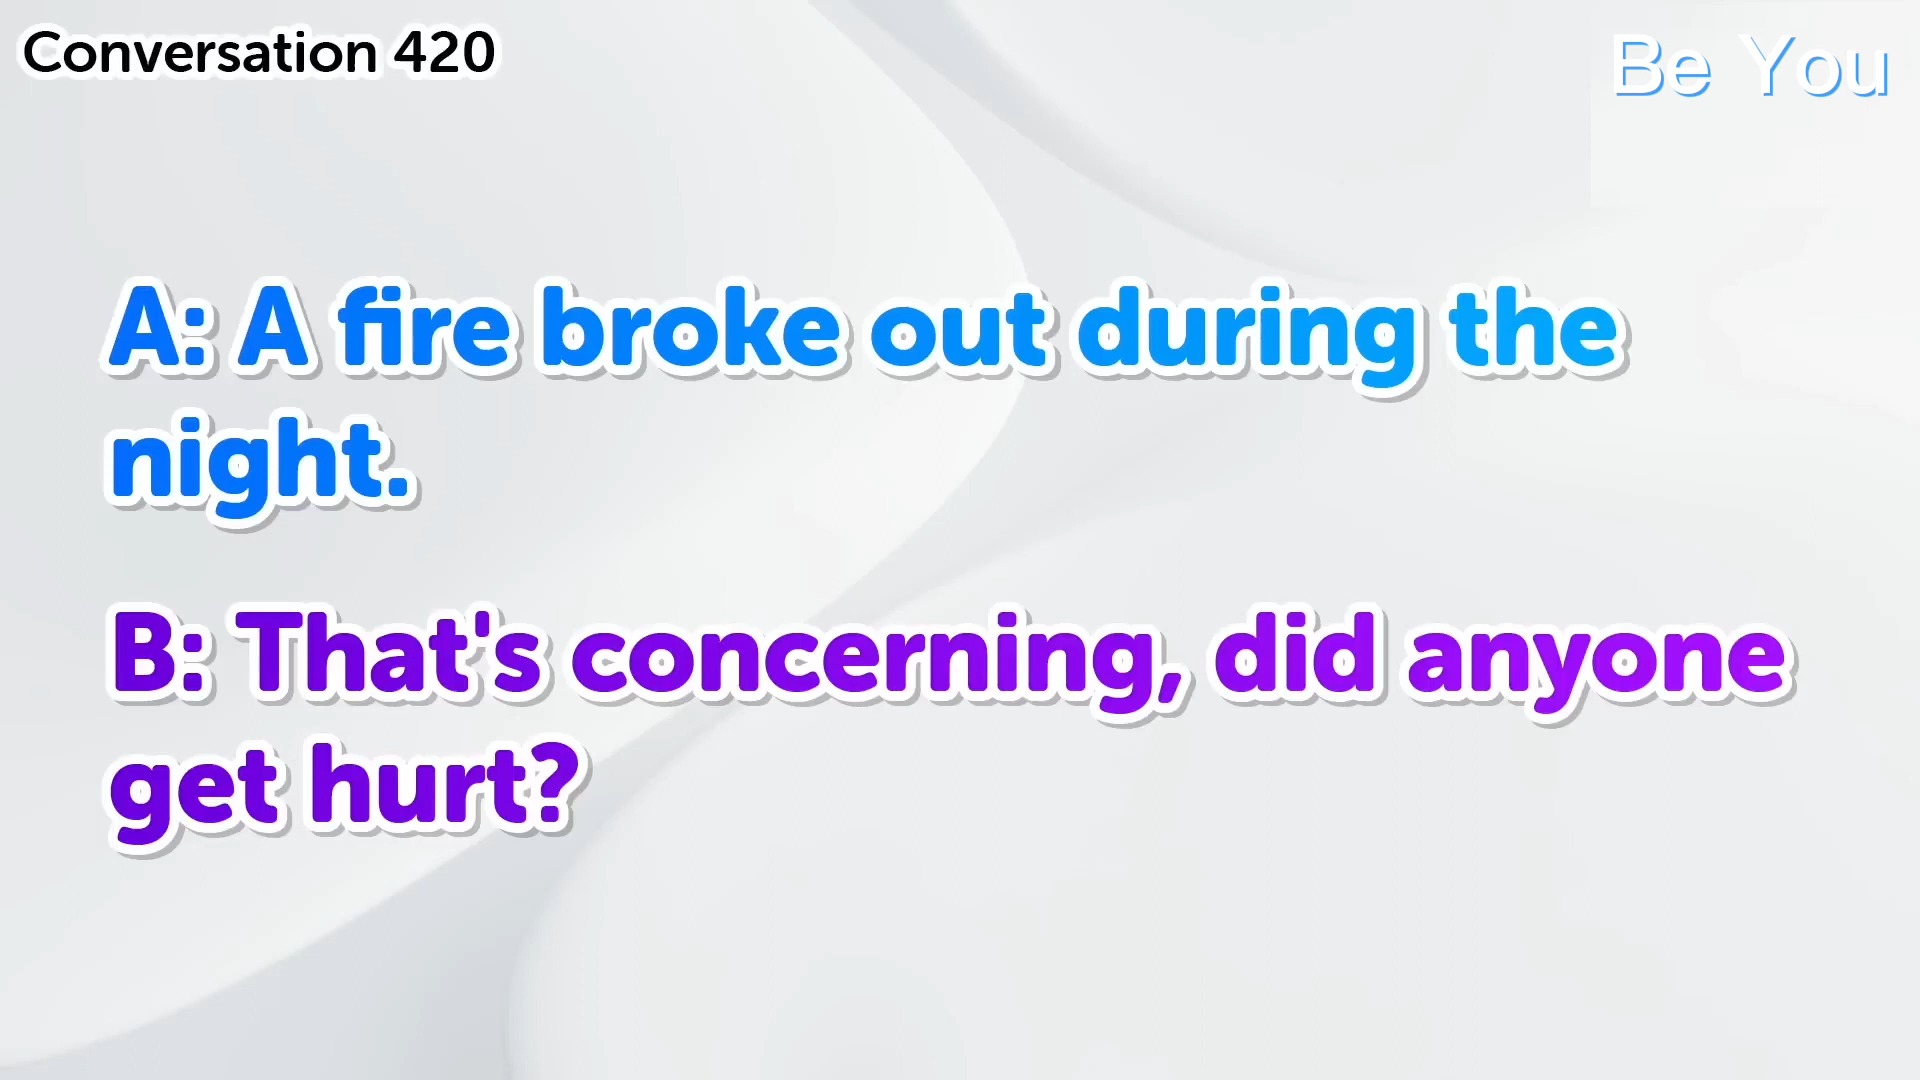 Conversation 420
Be You
A: A fire broke out during the
night.
B: That's concerning, did anyone
get hurt?